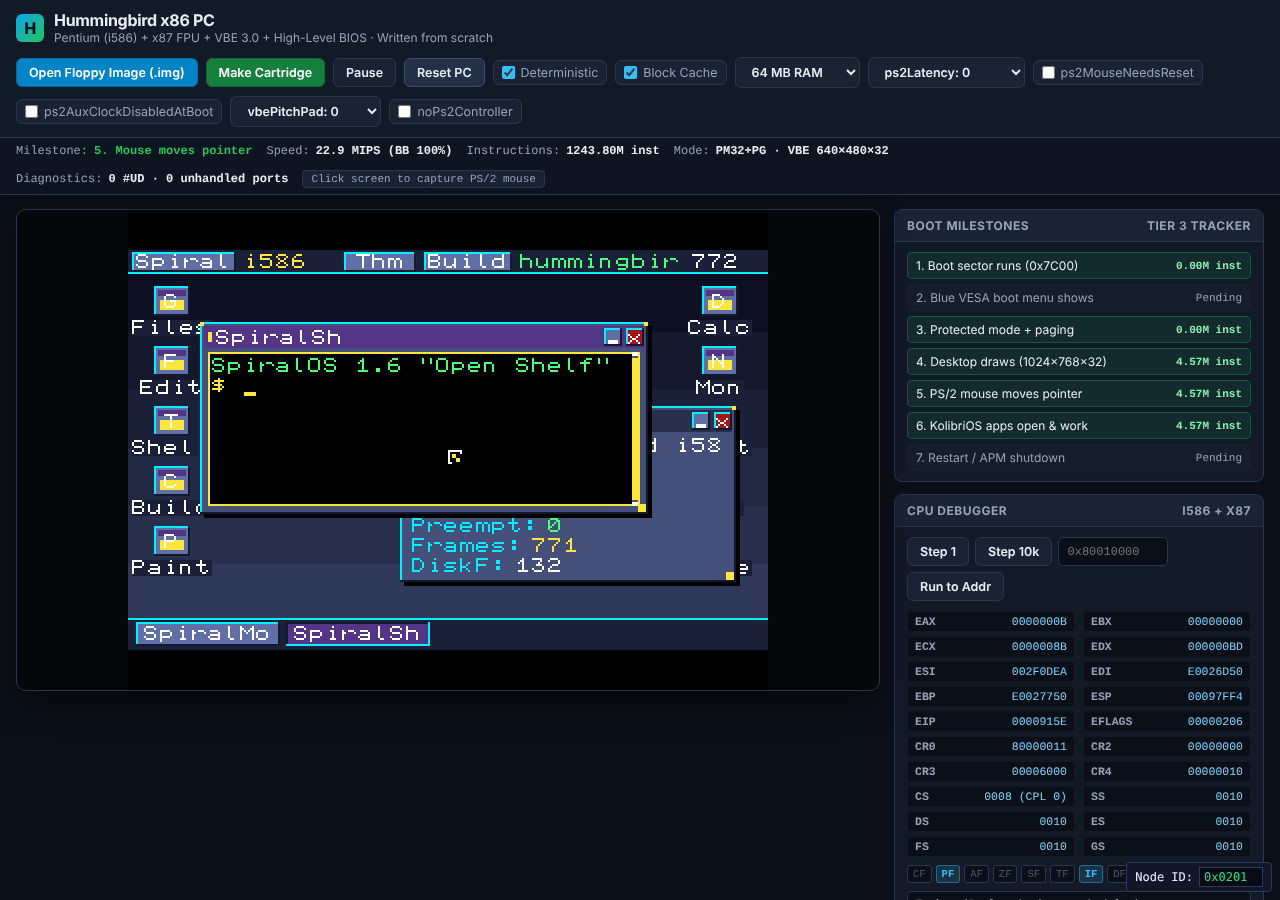 H
Hummingbird x86 PC
Pentium (i586) + x87 FPU + VBE 3.0 + High-Level BIOS · Written from scratch
Open Floppy Image (.img) Make Cartridge Pause Reset PC Deterministic Block Cache 64 MB RAM ps2Latency: 0 ps2MouseNeedsReset
ps2AuxClockDisabledAtBoot vbePitchPad: 0 noPs2Controller
Milestone: 5. Mouse moves pointer Speed: 22.9 MIPS (BB 100%) Instructions: 1243.80M inst Mode: PM32+PG · VBE 640×480×32
Diagnostics: 0 #UD · 0 unhandled ports Click screen to capture PS/2 mouse
Spiral i586 Thm Build hummingbir 772
G D
Files Calc
SpiralSh
SpiralOS 1.6 "Open Shelf"
$ _
F N
Edit Mon
T
Shel d i58 t
C
Build
Preempt: 0
P
Frames: 771
Paint DiskF: 132 e
SpiralMo SpiralSh
BOOT MILESTONES TIER 3 TRACKER
1. Boot sector runs (0x7C00) 0.00M inst
2. Blue VESA boot menu shows Pending
3. Protected mode + paging 0.00M inst
4. Desktop draws (1024×768×32) 4.57M inst
5. PS/2 mouse moves pointer 4.57M inst
6. KolibriOS apps open & work 4.57M inst
7. Restart / APM shutdown Pending
CPU DEBUGGER I586 + X87
Step 1 Step 10k 0x80010000
Run to Addr
EAX 0000000B EBX 00000000
ECX 0000008B EDX 000000BD
ESI 002F0DEA EDI E0026D50
EBP E0027750 ESP 00097FF4
EIP 0000915E EFLAGS 00000206
CR0 80000011 CR2 00000000
CR3 00006000 CR4 00000010
CS 0008 (CPL 0) SS 0010
DS 0010 ES 0010
FS 0010 GS 0010
CF PF AF ZF SF TF IF DF
Node ID: 0x0201